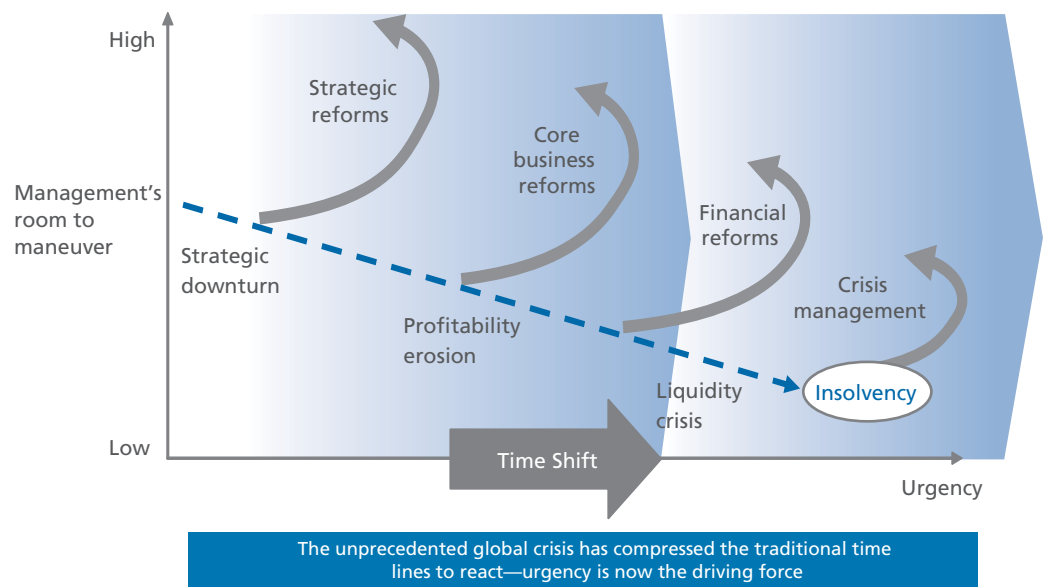 High
Strategic
reforms
Core
business
reforms
Management's
room to
maneuver
Financial
reforms
Strategic
downturn
Crisis
management
Profitability
erosion
Liquidity
crisis
Insolvency
Low
Time Shift
Urgency
The unprecedented global crisis has compressed the traditional time
lines to react—urgency is now the driving force